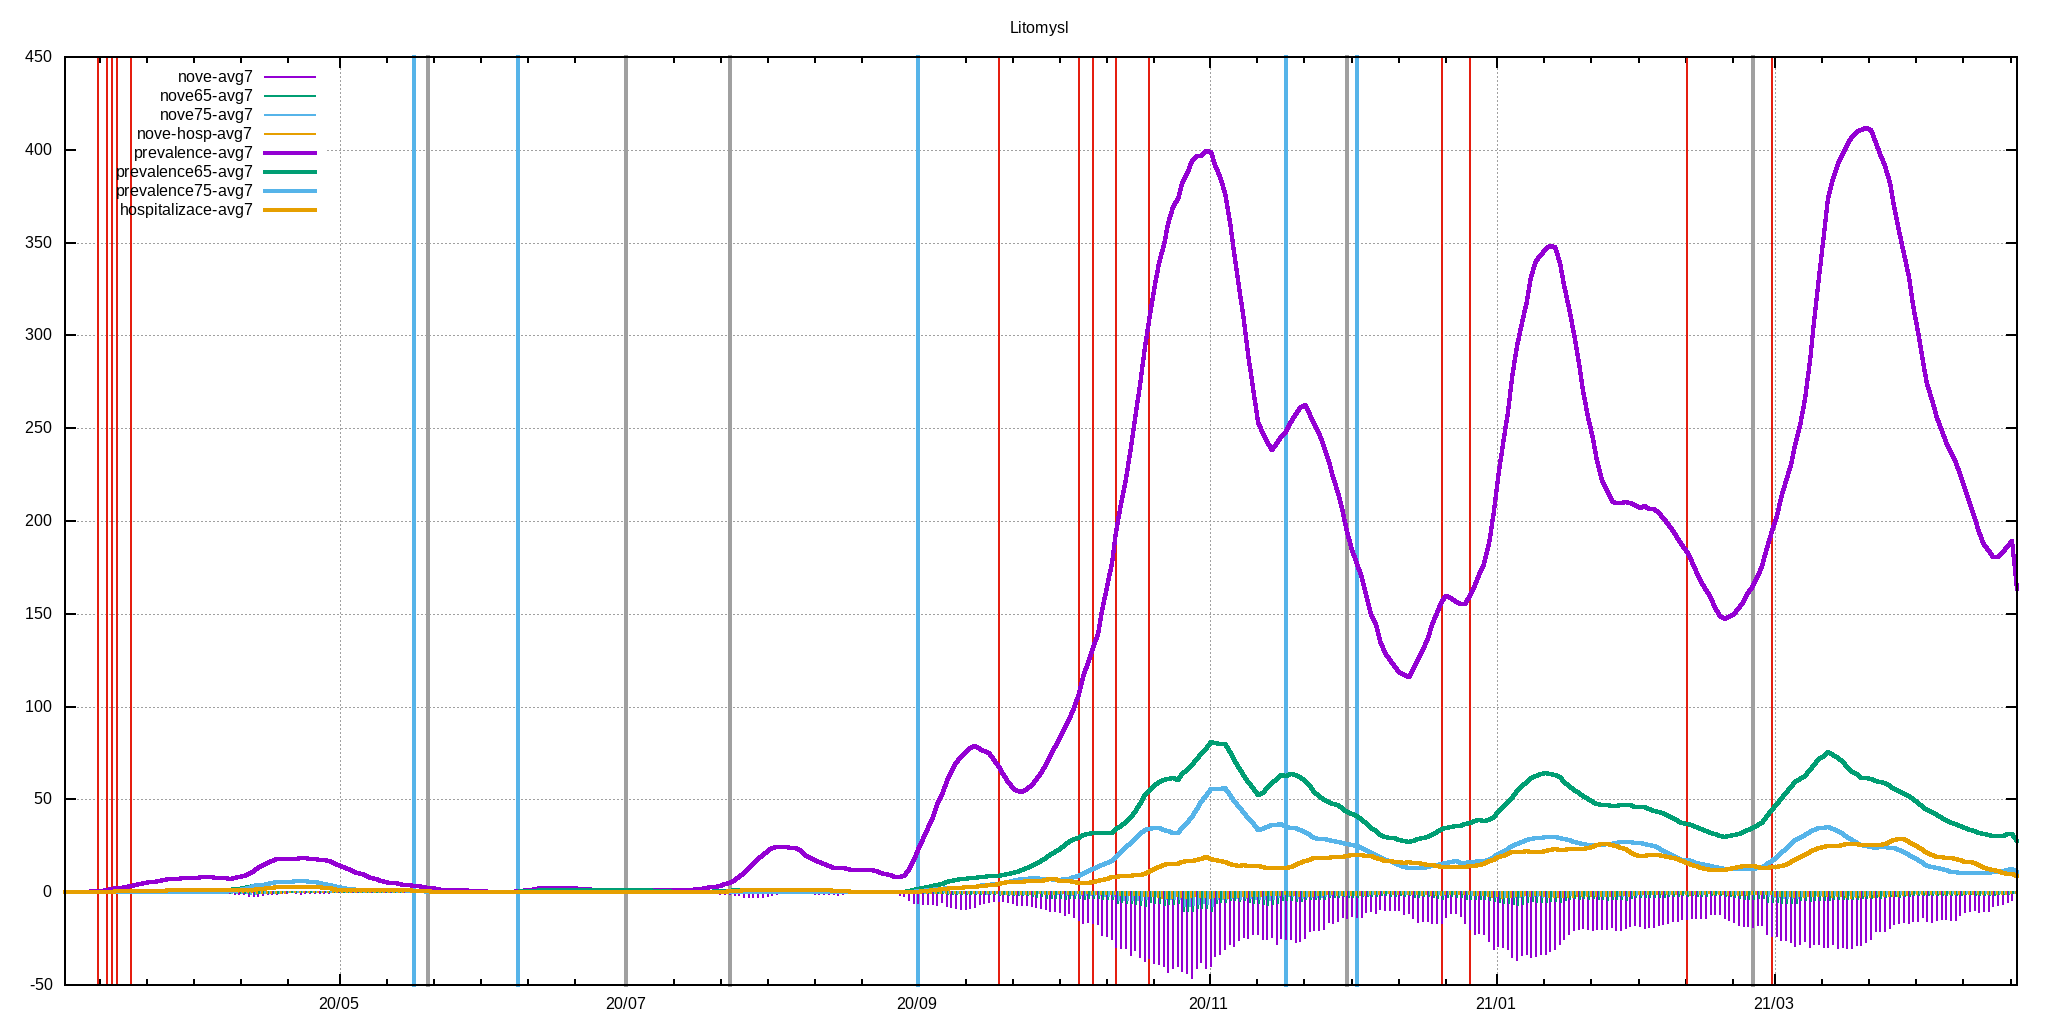 Litomysl
450
400
350
300
250
200
150
100
50
0
-50
nove-avg7
nove65-avg7
nove75-avg7
nove-hosp-avg7
prevalence-avg7
prevalence65-avg7
prevalence75-avg7
hospitalizace-avg7
20/05 20/07 20/09 20/11 21/01 21/03